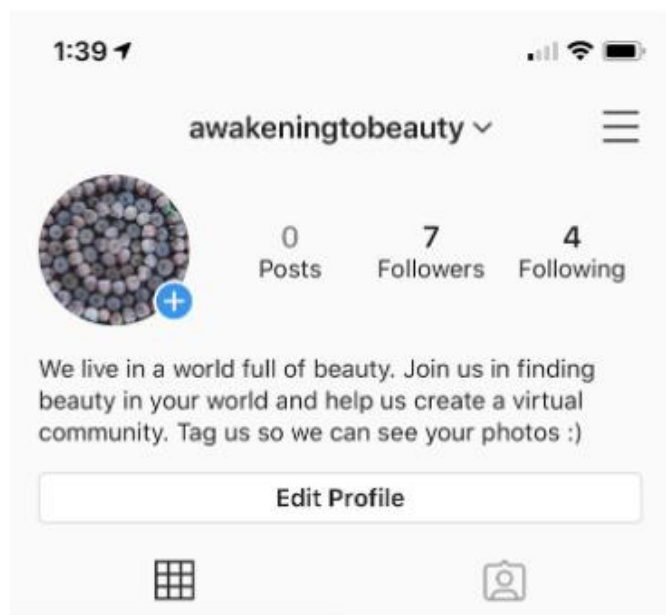 1:39
awakeningtobeauty
0 7 4
Posts Followers Following
We live in a world full of beauty. Join us in finding
beauty in your world and help us create a virtual
community. Tag us so we can see your photos :)
Edit Profile